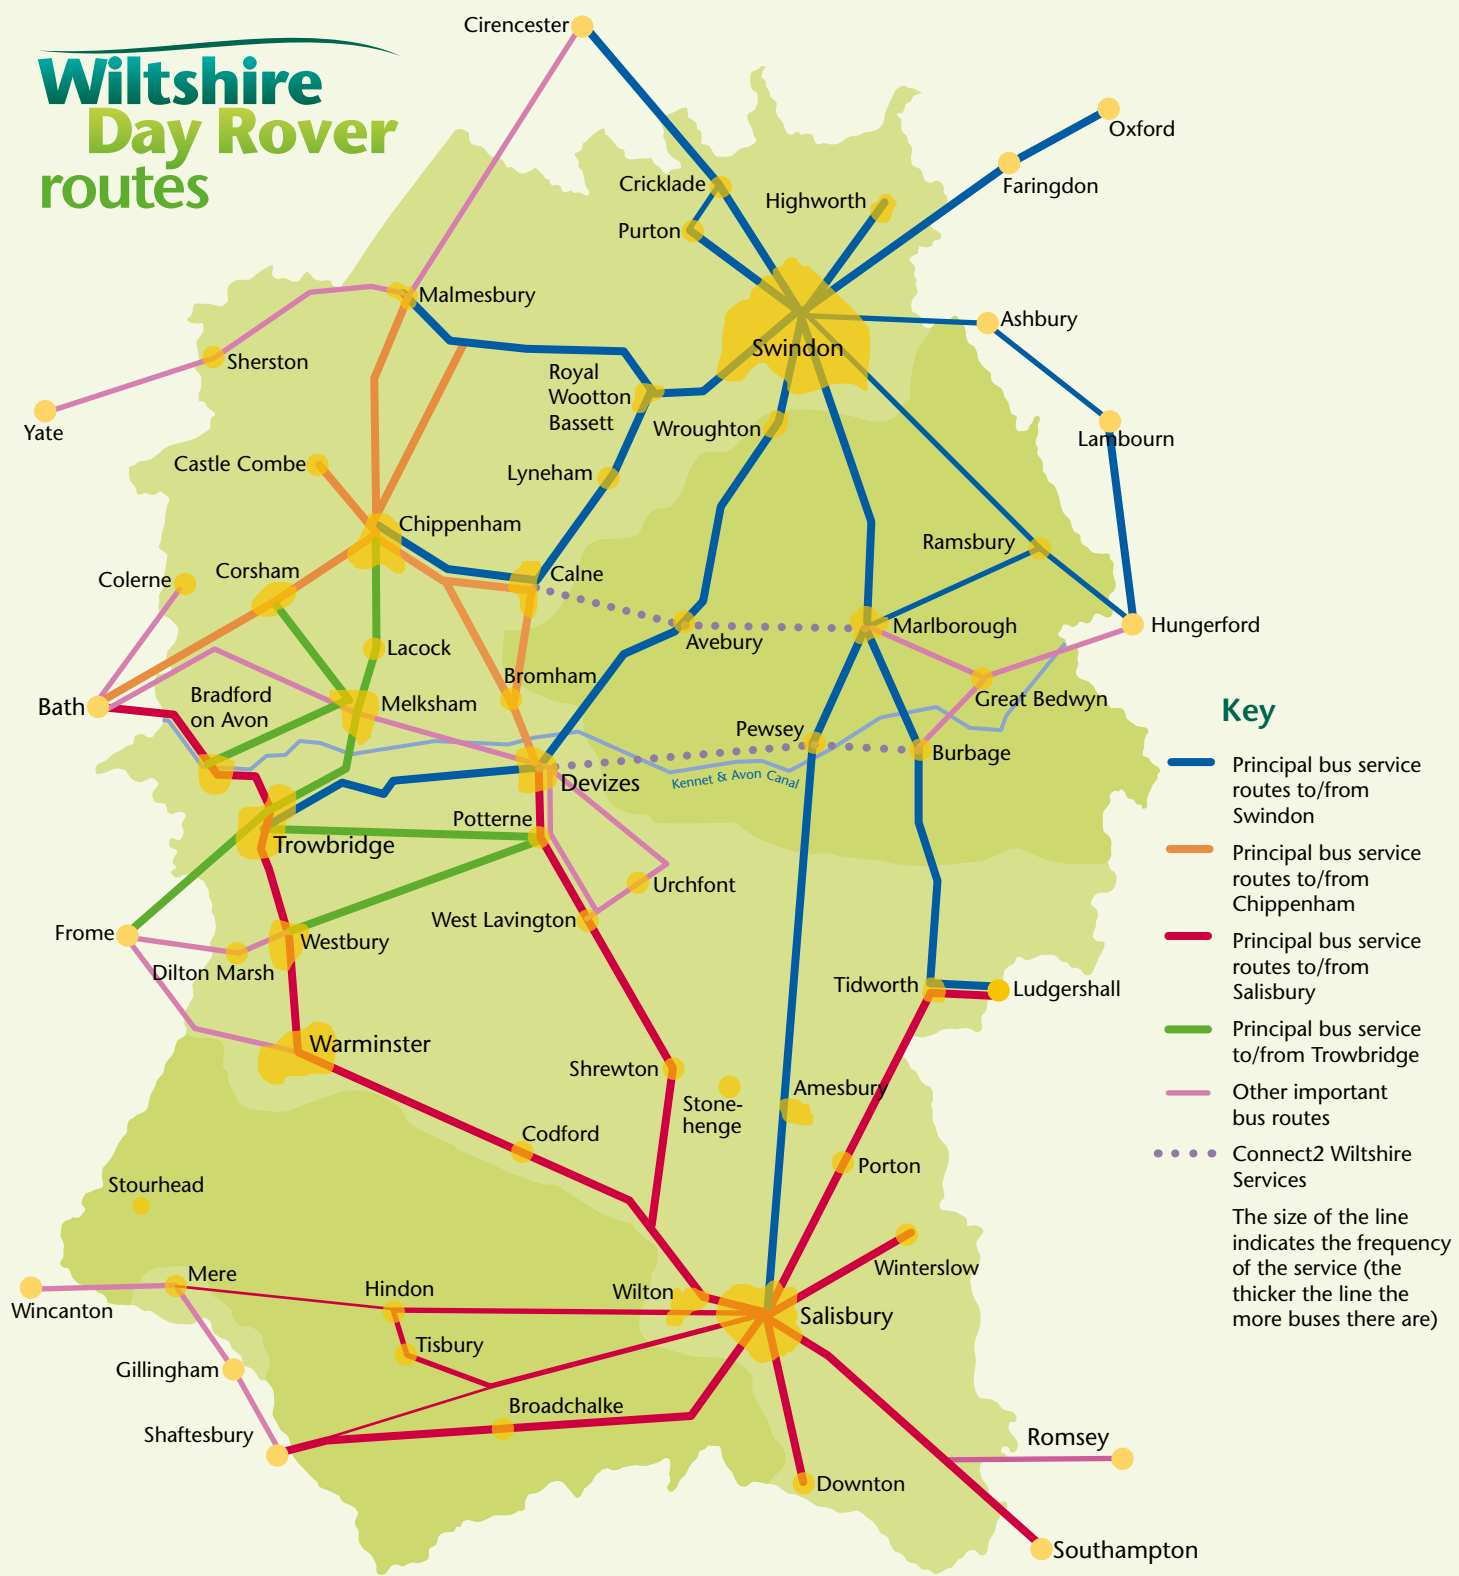 Wiltshire
Day Rover
routes
Cirencester
Oxford
Faringdon
Cricklade
Highworth
Purton
Malmesbury
Ashbury
Swindon
Sherston
Royal
Wootton
Bassett
Yate
Wroughton
Lambourn
Castle Combe
Lyneham
Chippenham
Ramsbury
Colerne
Corsham
Calne
Hungerford
Marlborough
Avebury
Lacock
Bromham
Bradford
on Avon
Melksham
Great Bedwyn
Bath
Pewsey
Burbage
Kennet & Avon Canal
Devizes
Potterne
Trowbridge
Urchfont
West Lavington
Frome
Westbury
Dilton Marsh
Tidworth
Ludgershall
Warminster
Shrewton
Stone-
henge
Amesbury
Codford
Porton
Stourhead
Winterslow
Mere
Hindon
Wilton
Wincanton
Salisbury
Tisbury
Gillingham
Broadchalke
Shaftesbury
Romsey
Downton
Southampton
Key
Principal bus service
routes to/from
Swindon
Principal bus service
routes to/from
Chippenham
Principal bus service
routes to/from
Salisbury
Principal bus service
to/from Trowbridge
Other important
bus routes
Connect2 Wiltshire
Services
The size of the line
indicates the frequency
of the service (the
thicker the line the
more buses there are)